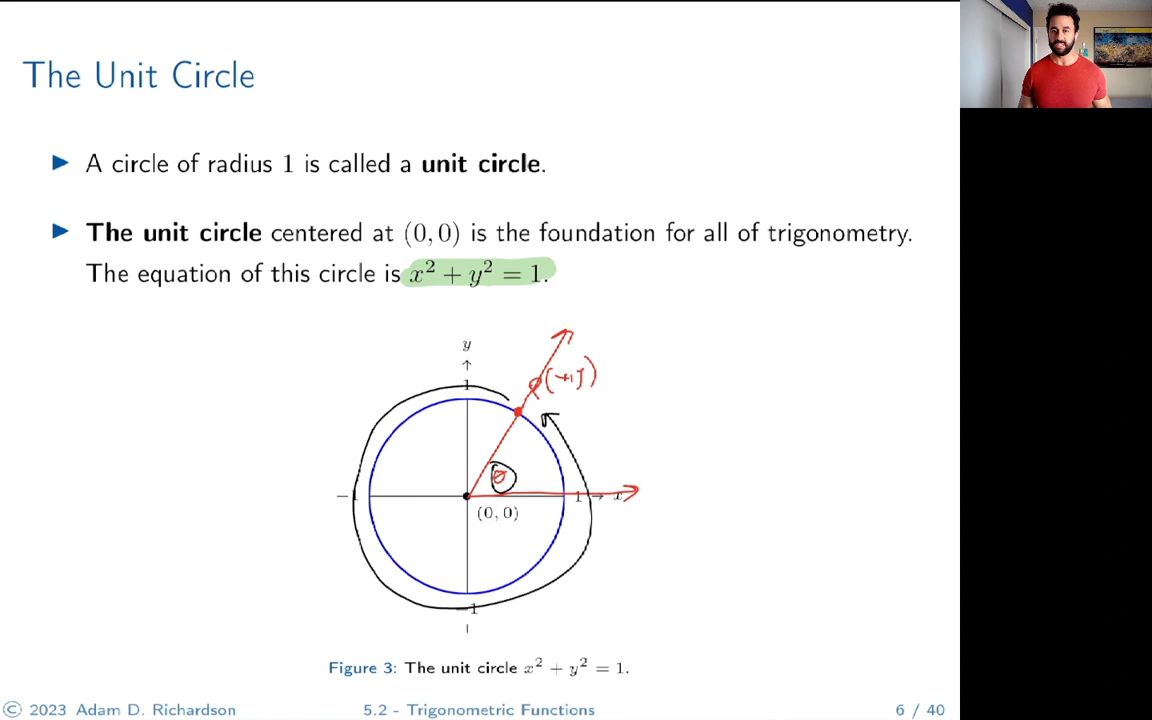 The Unit Circle
▶ A circle of radius 1 is called a unit circle.
▶ The unit circle centered at (0, 0) is the foundation for all of trigonometry.
The equation of this circle is x² + y² = 1.
y
↑
1
θ
1 → x
(0, 0)
−1
Figure 3: The unit circle x² + y² = 1.
© 2023 Adam D. Richardson
5.2 - Trigonometric Functions
6 / 40